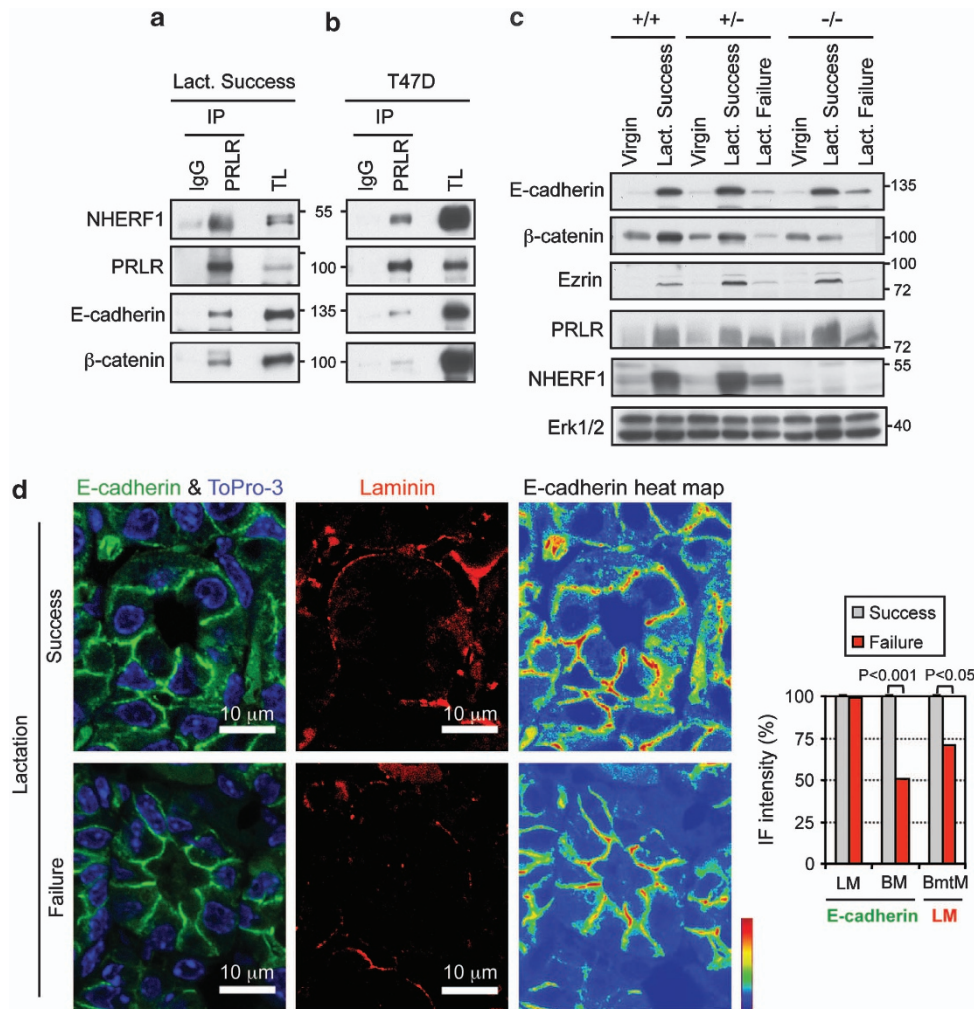 a
Lact. Success
IP
IgG
PRLR
TL
NHERF1
PRLR
E-cadherin
β-catenin
55
100
135
100
b
T47D
IP
IgG
PRLR
TL
c
+/+
+/-
-/-
Virgin
Lact. Success
Virgin
Lact. Success
Lact. Failure
Virgin
Lact. Success
Lact. Failure
E-cadherin
135
β-catenin
100
Ezrin
100
72
PRLR
72
NHERF1
55
Erk1/2
40
d
E-cadherin & ToPro-3
Laminin
E-cadherin heat map
Lactation
Success
10 μm
10 μm
Failure
10 μm
10 μm
Success
Failure
P<0.001
P<0.05
IF intensity (%)
100
75
50
25
0
LM
BM
BmtM
E-cadherin
LM